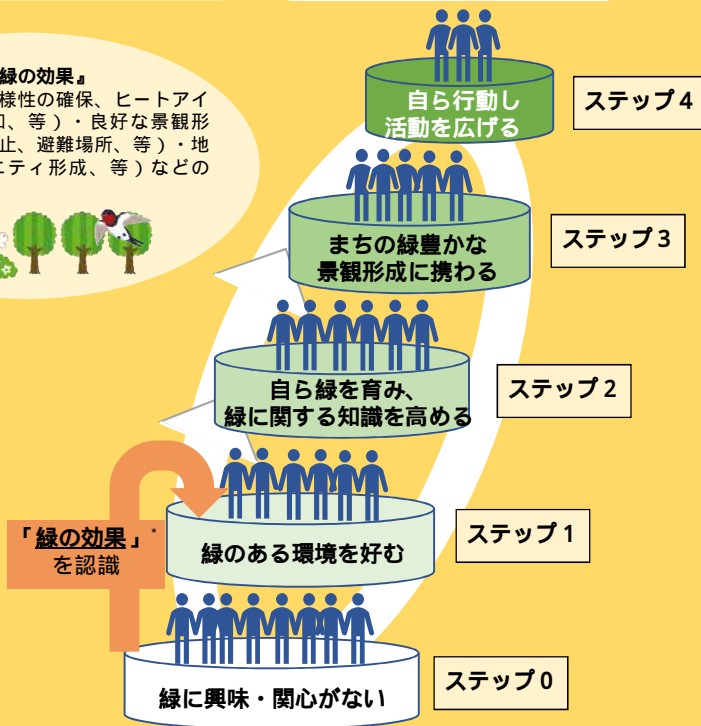 緑の効果』
様性の確保、ヒートアイ
和、等）・良好な景観形
止、避難場所、等）・地
ニティ形成、等）などの
自ら行動し
活動を広げる
ステップ４
まちの緑豊かな
景観形成に携わる
ステップ３
自ら緑を育み、
緑に関する知識を高める
ステップ２
「緑の効果」*
を認識
緑のある環境を好む
ステップ１
緑に興味・関心がない
ステップ０